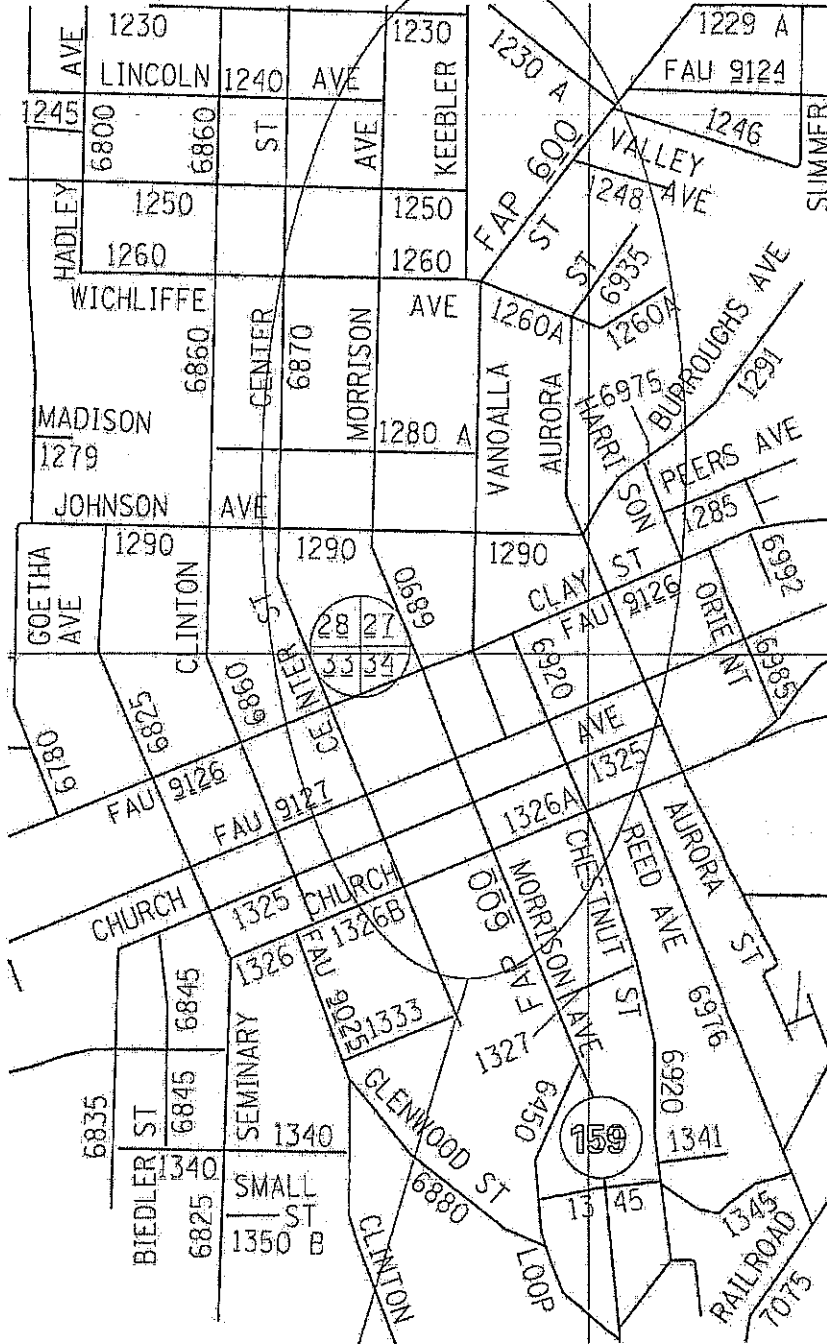 1230
1230
1230 A
1229 A
AVE
LINCOLN
1240
AVE
FAU 9124
1245
6800
6860
ST
AVE
KEEBLER
FAP 600
VALLEY
AVE
1246
SUMMER
HADLEY
1250
1250
1248
1260
1260
ST
ST
6935
WICHLIFFE
AVE
1260A
1260A
6860
CENTER
6870
MORRISON
VANDALLA
AURORA
6975
HARRISON
BURROUGHS AVE
1291
MADISON
1279
1280 A
PEERS AVE
1285
JOHNSON
AVE
1290
1290
1290
6890
CLAY ST
FAU 9126
6992
GOETHA
AVE
CLINTON
CENTER ST
28 27
33 34
6920
ORIENT
6985
6780
6825
6860
FAU 9126
FAU 9127
AVE
1325
1326A
CHURCH
1325
CHURCH
1326B
1326
FAU 9025
FAP 600
MORRISON AVE
CHESTNUT ST
REED AVE
AURORA
ST
6845
1333
1327
6976
6835
6845
SEMINARY
GLENWOOD ST
6450
6920
BIEDLER ST
1340
1340
159
1341
6825
SMALL
ST
1350 B
6880
13 45
1345
CLINTON
LOOP
RAILROAD
7075